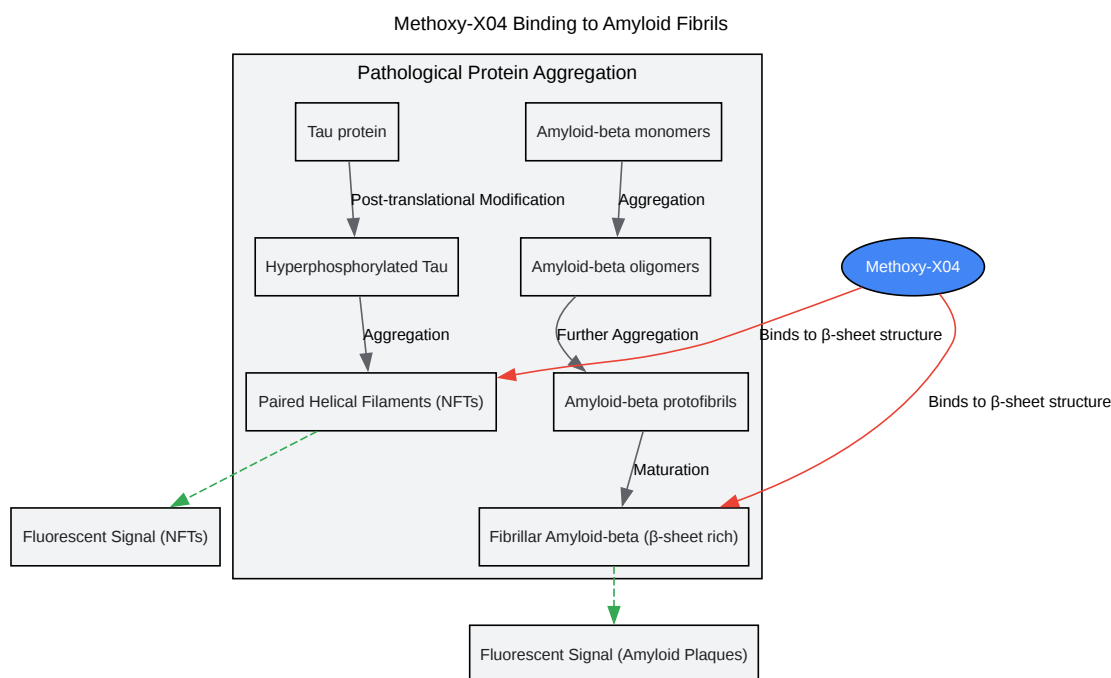 Methoxy-X04 Binding to Amyloid Fibrils
Pathological Protein Aggregation
Tau protein
Amyloid-beta monomers
Post-translational Modification
Aggregation
Hyperphosphorylated Tau
Amyloid-beta oligomers
Methoxy-X04
Aggregation
Further Aggregation
Binds to β-sheet structure
Paired Helical Filaments (NFTs)
Amyloid-beta protofibrils
Binds to β-sheet structure
Maturation
Fluorescent Signal (NFTs)
Fibrillar Amyloid-beta (β-sheet rich)
Fluorescent Signal (Amyloid Plaques)